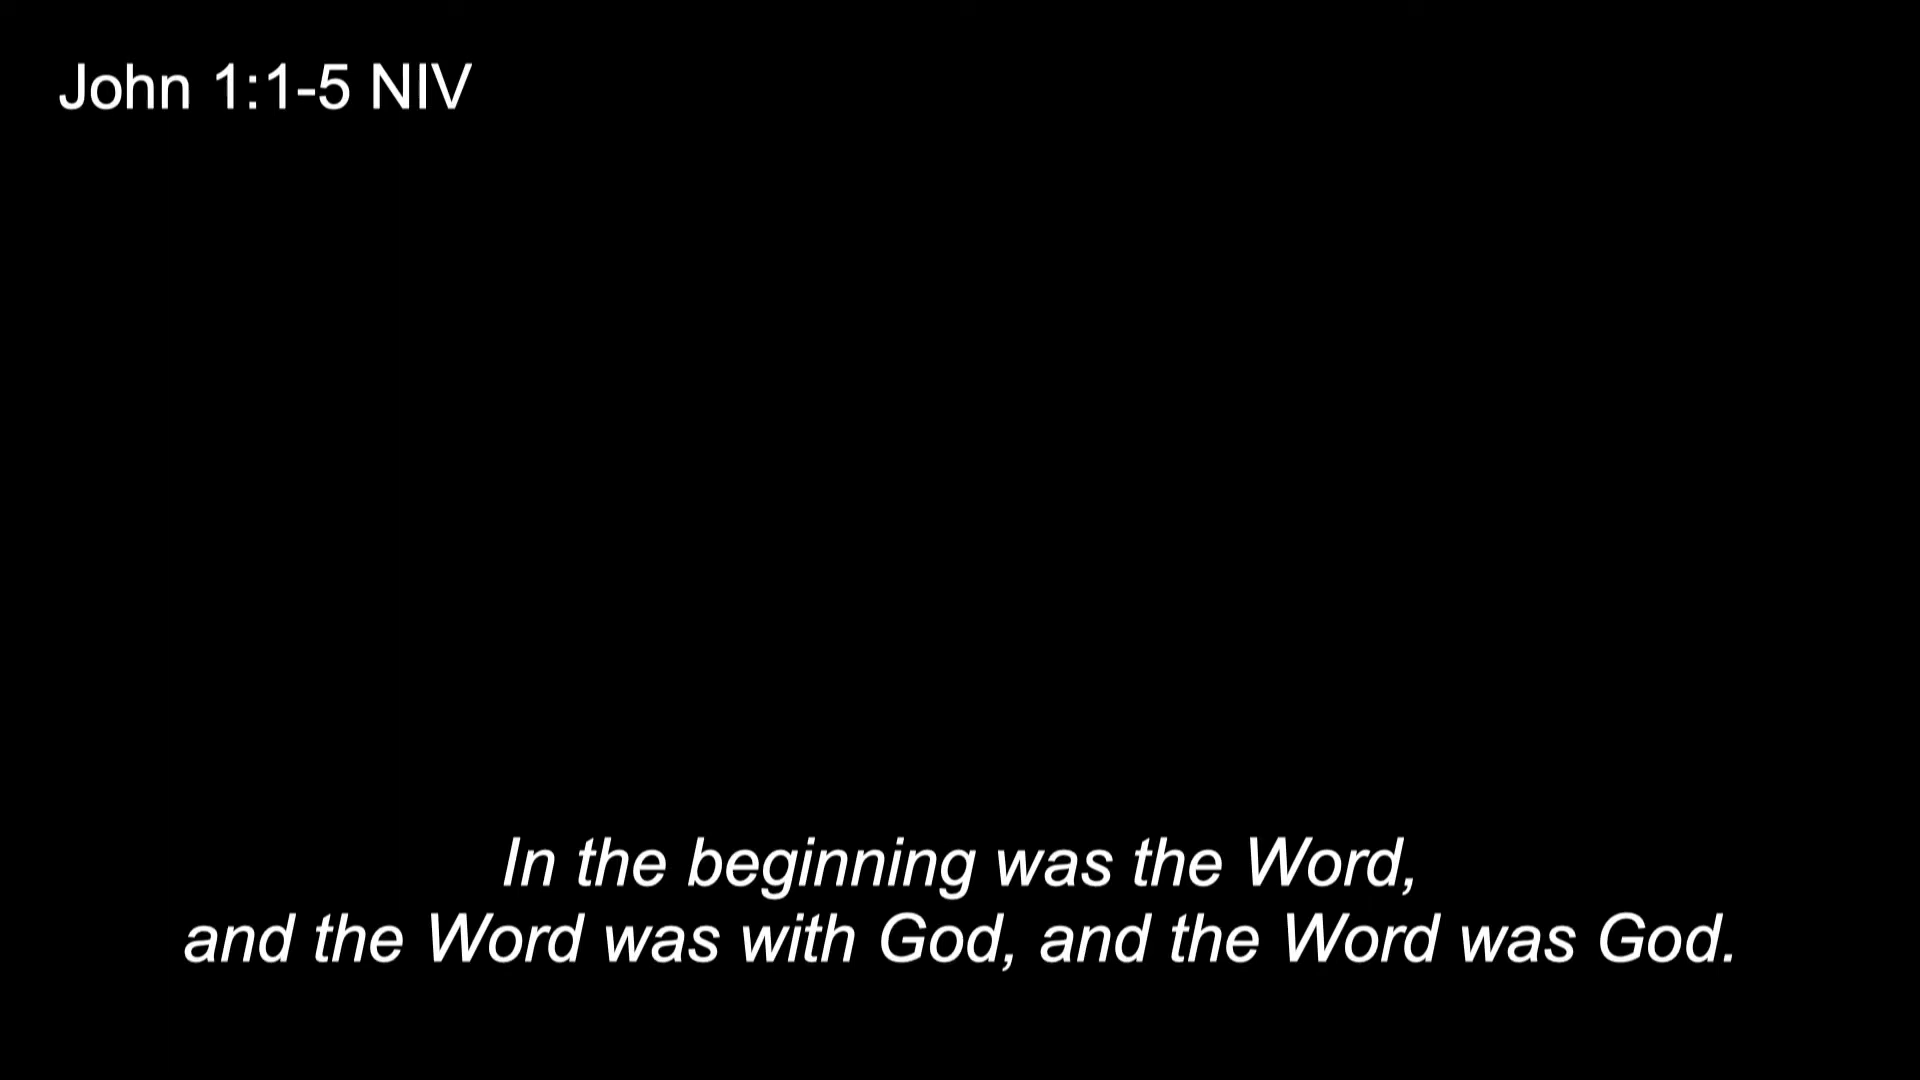 John 1:1-5 NIV
In the beginning was the Word,
and the Word was with God, and the Word was God.